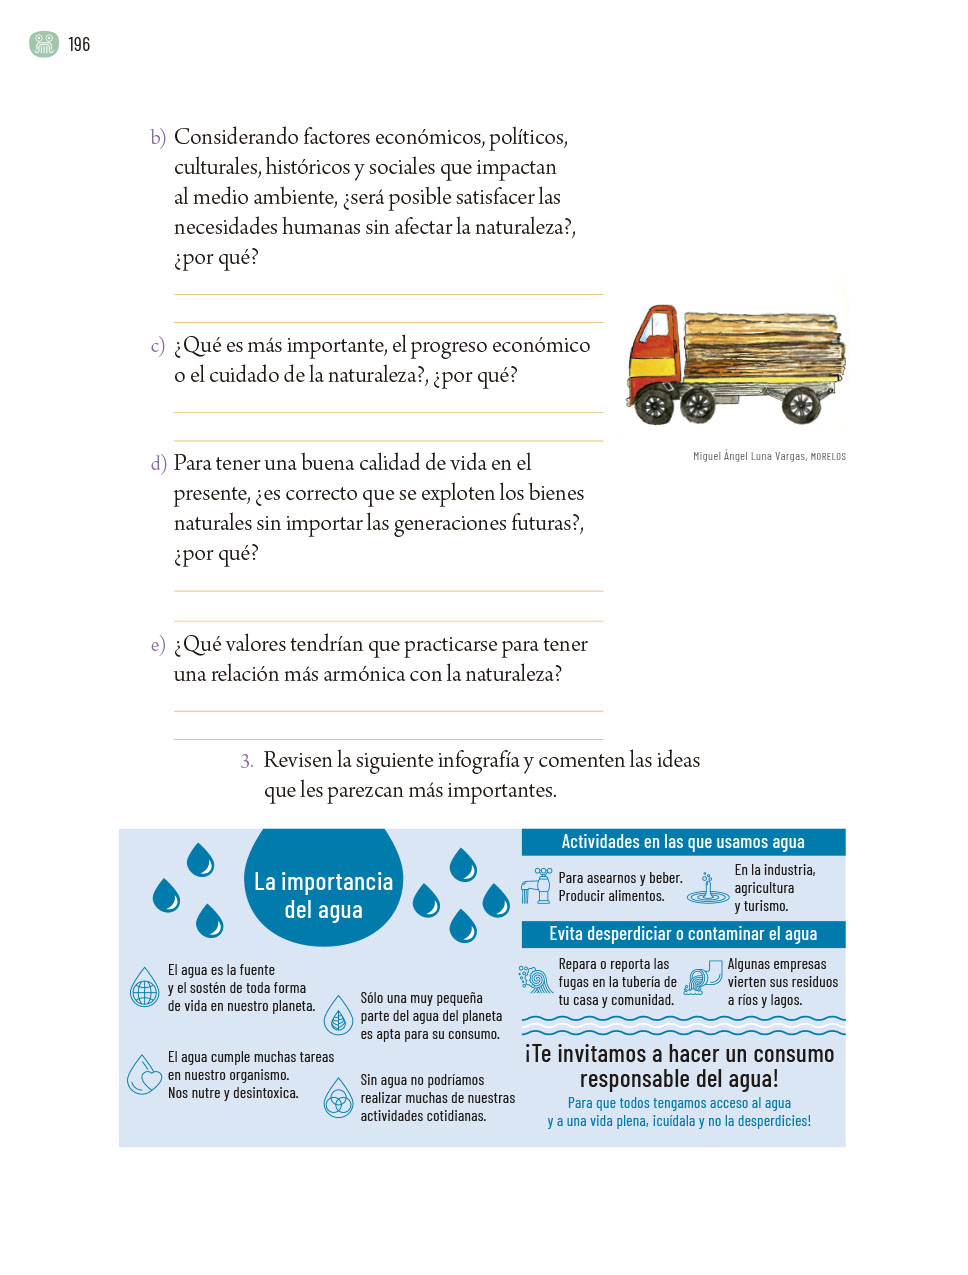 196
b) Considerando factores económicos, políticos,
culturales, históricos y sociales que impactan
al medio ambiente, ¿será posible satisfacer las
necesidades humanas sin afectar la naturaleza?,
¿por qué?
c) ¿Qué es más importante, el progreso económico
o el cuidado de la naturaleza?, ¿por qué?
Miguel Ángel Luna Vargas, MORELOS
d) Para tener una buena calidad de vida en el
presente, ¿es correcto que se exploten los bienes
naturales sin importar las generaciones futuras?,
¿por qué?
e) ¿Qué valores tendrían que practicarse para tener
una relación más armónica con la naturaleza?
3. Revisen la siguiente infografía y comenten las ideas
que les parezcan más importantes.
La importancia
del agua
El agua es la fuente
y el sostén de toda forma
de vida en nuestro planeta.
El agua cumple muchas tareas
en nuestro organismo.
Nos nutre y desintoxica.
Sólo una muy pequeña
parte del agua del planeta
es apta para su consumo.
Sin agua no podríamos
realizar muchas de nuestras
actividades cotidianas.
Actividades en las que usamos agua
Para asearnos y beber.
Producir alimentos.
En la industria,
agricultura
y turismo.
Evita desperdiciar o contaminar el agua
Repara o reporta las
fugas en la tubería de
tu casa y comunidad.
Algunas empresas
vierten sus residuos
a ríos y lagos.
¡Te invitamos a hacer un consumo
responsable del agua!
Para que todos tengamos acceso al agua
y a una vida plena, ¡cuídala y no la desperdicies!